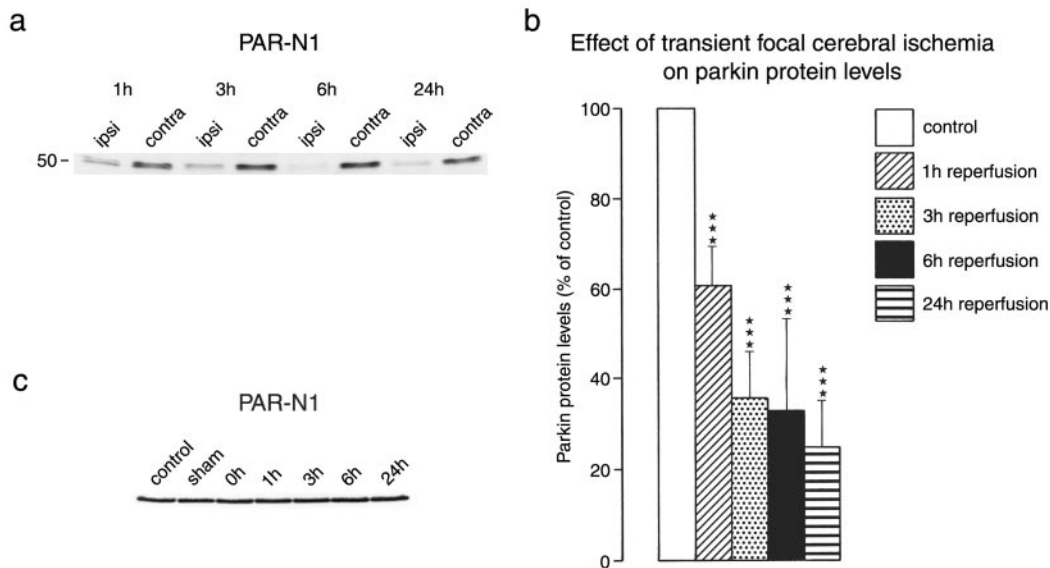 a
PAR-N1
1h 3h 6h 24h
ipsi contra ipsi contra ipsi contra ipsi contra
50
b
Effect of transient focal cerebral ischemia
on parkin protein levels
100
80
60
40
20
0
Parkin protein levels (% of control)
★★★
★★★
★★★
★★★
control
1h reperfusion
3h reperfusion
6h reperfusion
24h reperfusion
c
PAR-N1
control sham 0h 1h 3h 6h 24h